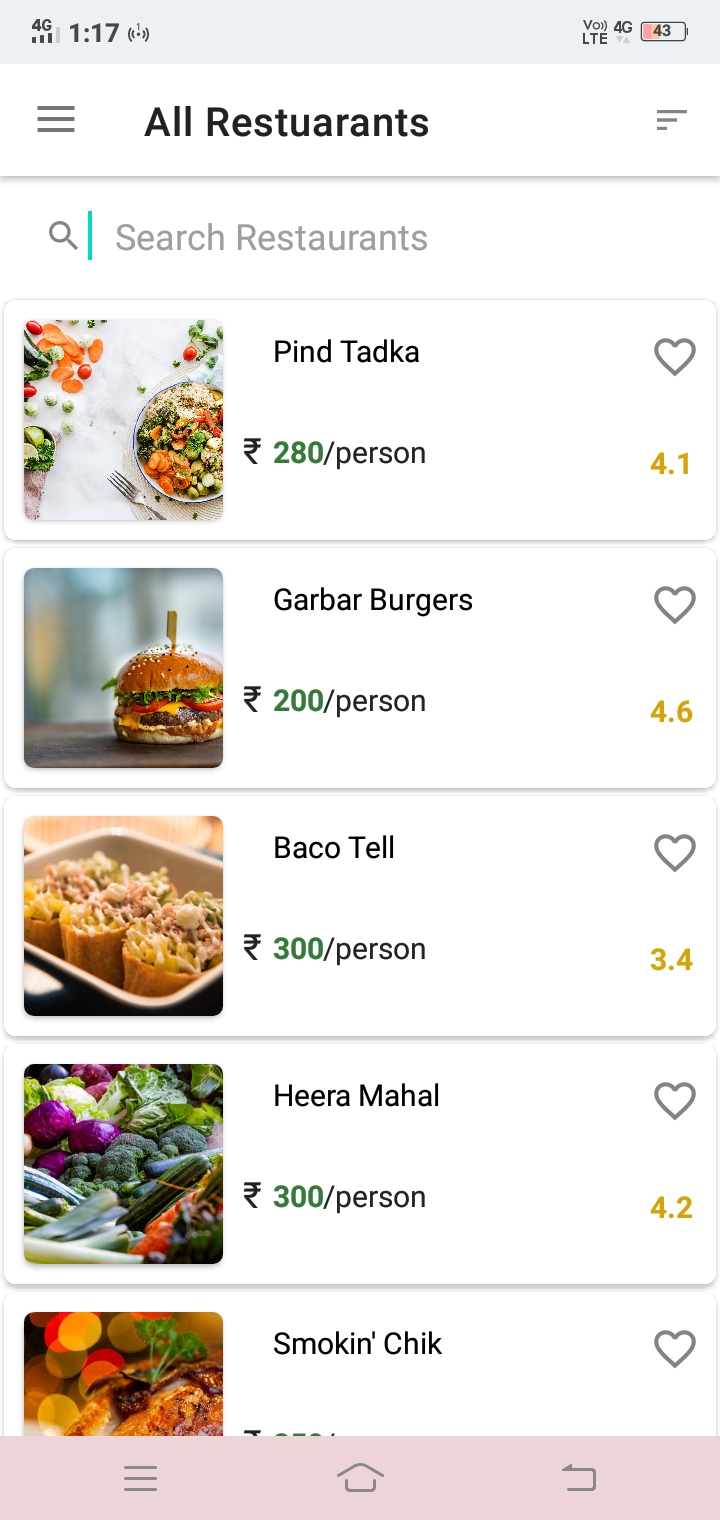 4G 1:17 Vo)) LTE 4G 43
All Restuarants
Search Restaurants
Pind Tadka
₹ 280/person
4.1
Garbar Burgers
₹ 200/person
4.6
Baco Tell
₹ 300/person
3.4
Heera Mahal
₹ 300/person
4.2
Smokin' Chik